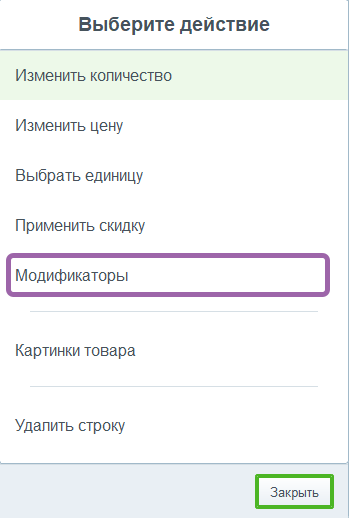 Выберите действие
Изменить количество
Изменить цену
Выбрать единицу
Применить скидку
Модификаторы
Картинки товара
Удалить строку
Закрыть